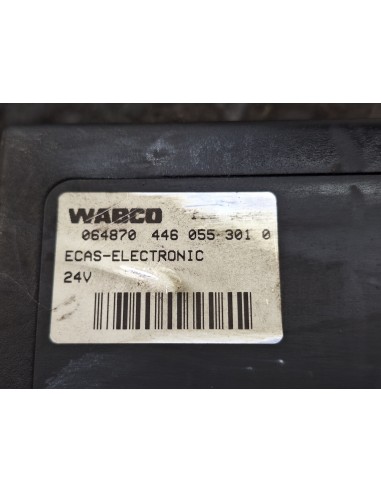 WABCO
064870 446 055 301 0
ECAS-ELECTRONIC
24V